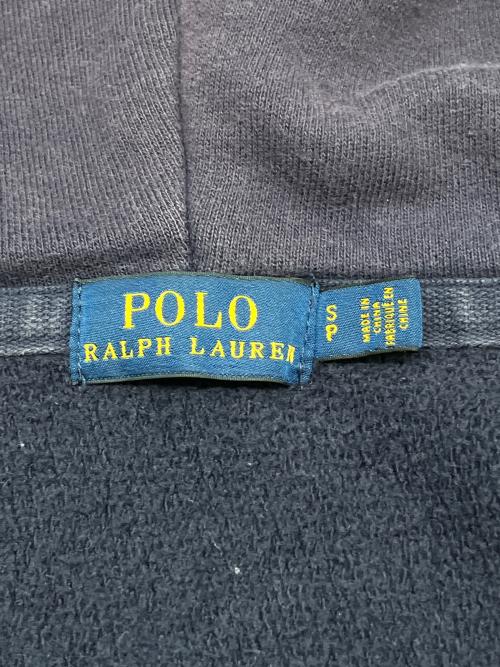 POLO
RALPH LAUREN
S
P
MADE IN
CHINA
FABRIQUÉ EN
CHINE